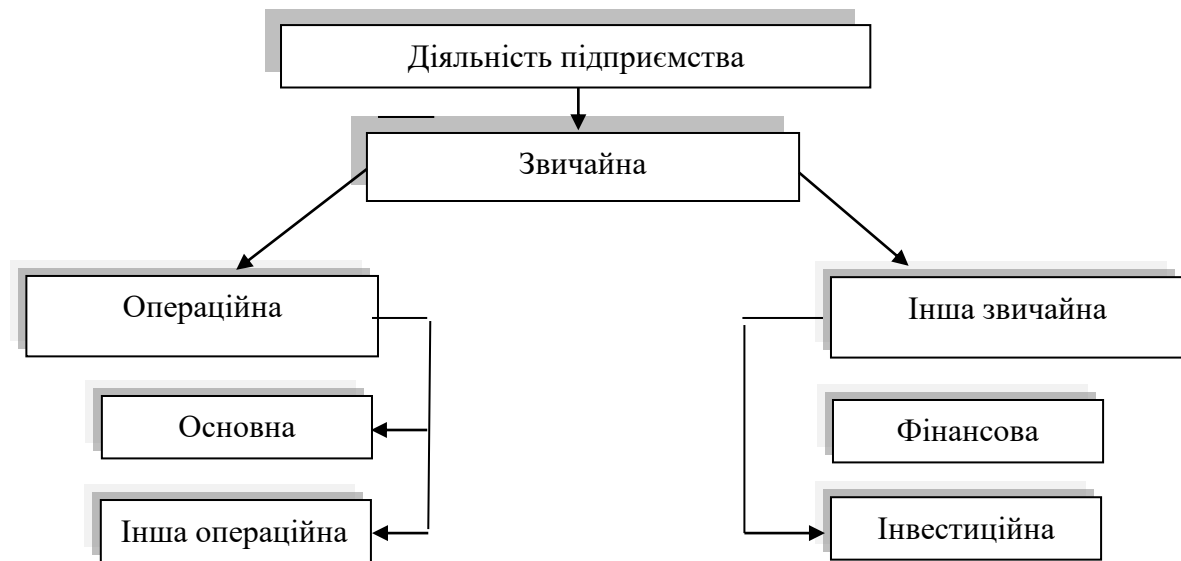 Діяльність підприємства
Звичайна
Операційна
Інша звичайна
Основна
Фінансова
Інша операційна
Інвестиційна